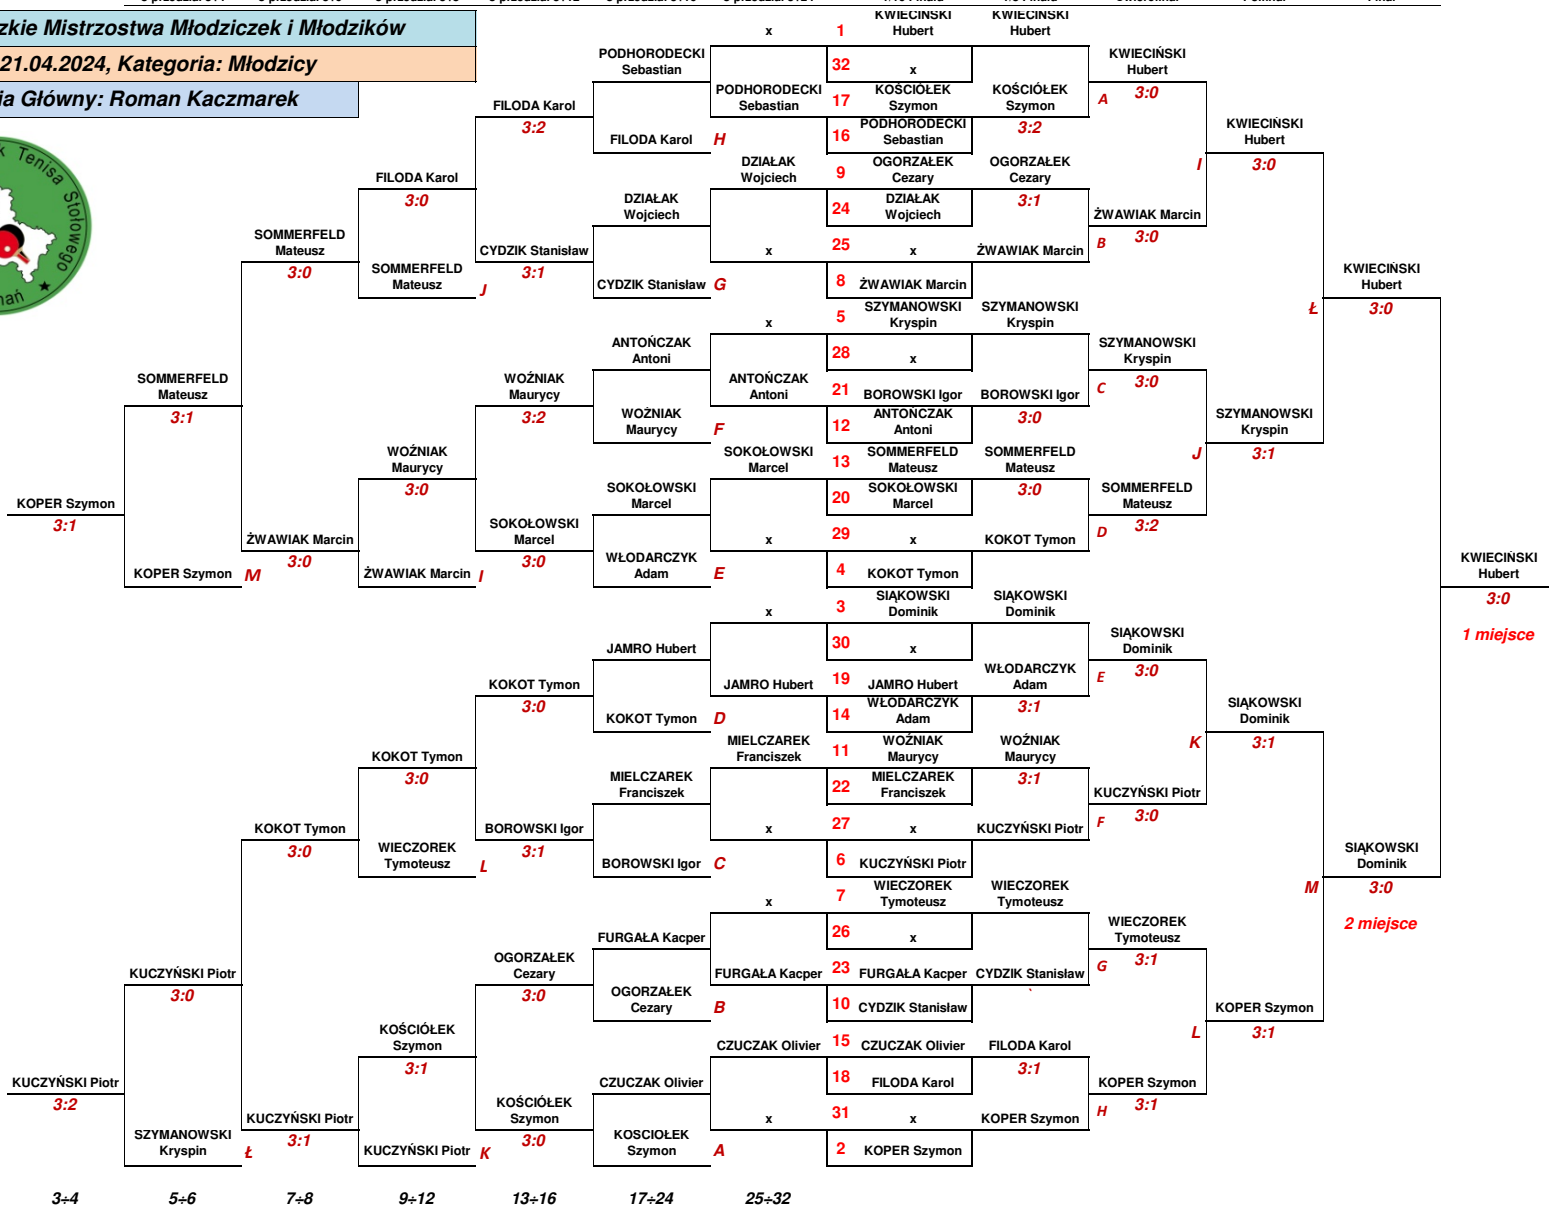 zkie Mistrzostwa Młodziczek i Młodzików
21.04.2024, Kategoria: Młodzicy
ia Główny: Roman Kaczmarek
k Tenisa Stołowego
nań ★
KOPER Szymon
3:1
KUCZYŃSKI Piotr
3:2
3÷4
SOMMERFELD
Mateusz
3:1
KOPER Szymon M
KUCZYŃSKI Piotr
3:0
SZYMANOWSKI
Kryspin Ł
5÷6
SOMMERFELD
Mateusz
3:0
ŻWAWIAK Marcin
3:0
KOKOT Tymon
3:0
KUCZYŃSKI Piotr
3:1
7÷8
FILODA Karol
3:0
SOMMERFELD
Mateusz J
WOŹNIAK
Maurycy
3:0
ŻWAWIAK Marcin I
KOKOT Tymon
3:0
WIECZOREK
Tymoteusz L
KOŚCIÓŁEK
Szymon
3:1
KUCZYŃSKI Piotr K
9÷12
FILODA Karol
3:2
CYDZIK Stanisław
3:1
WOŹNIAK
Maurycy
3:2
SOKOŁOWSKI
Marcel
3:0
KOKOT Tymon
3:0
BOROWSKI Igor
3:1
OGORZAŁEK
Cezary
3:0
KOŚCIÓŁEK
Szymon
3:0
13÷16
PODHORODECKI
Sebastian
FILODA Karol H
DZIAŁAK
Wojciech
CYDZIK Stanisław G
ANTOŃCZAK
Antoni
WOŹNIAK
Maurycy F
SOKOŁOWSKI
Marcel
WŁODARCZYK
Adam E
JAMRO Hubert
KOKOT Tymon D
MIELCZAREK
Franciszek
BOROWSKI Igor C
FURGAŁA Kacper
OGORZAŁEK
Cezary B
CZUCZAK Olivier
KOSCIOŁEK
Szymon A
17÷24
x
PODHORODECKI
Sebastian
DZIAŁAK
Wojciech
x
x
ANTOŃCZAK
Antoni
SOKOŁOWSKI
Marcel
x
x
JAMRO Hubert
MIELCZAREK
Franciszek
x
x
FURGAŁA Kacper
CZUCZAK Olivier
x
25÷32
1 KWIECIŃSKI
Hubert
32 x
17 KOŚCIÓŁEK
Szymon
16 PODHORODECKI
Sebastian
9 OGORZAŁEK
Cezary
24 DZIAŁAK
Wojciech
25 x
8 ŻWAWIAK Marcin
5 SZYMANOWSKI
Kryspin
28 x
21 BOROWSKI Igor
12 ANTOŃCZAK
Antoni
13 SOMMERFELD
Mateusz
20 SOKOŁOWSKI
Marcel
29 x
4 KOKOT Tymon
3 SIĄKOWSKI
Dominik
30 x
19 JAMRO Hubert
14 WŁODARCZYK
Adam
11 WOŹNIAK
Maurycy
22 MIELCZAREK
Franciszek
27 x
6 KUCZYŃSKI Piotr
7 WIECZOREK
Tymoteusz
26 x
23 FURGAŁA Kacper
10 CYDZIK Stanisław
15 CZUCZAK Olivier
18 FILODA Karol
31 x
2 KOPER Szymon
KWIECIŃSKI
Hubert
KOŚCIÓŁEK
Szymon
3:2
OGORZAŁEK
Cezary
3:1
ŻWAWIAK Marcin
SZYMANOWSKI
Kryspin
BOROWSKI Igor
3:0
SOMMERFELD
Mateusz
3:0
KOKOT Tymon
SIĄKOWSKI
Dominik
WŁODARCZYK
Adam
3:1
WOŹNIAK
Maurycy
3:1
KUCZYŃSKI Piotr
WIECZOREK
Tymoteusz
CYDZIK Stanisław
`
FILODA Karol
3:1
KOPER Szymon
KWIECIŃSKI
Hubert
A 3:0
ŻWAWIAK Marcin
B 3:0
SZYMANOWSKI
Kryspin
C 3:0
SOMMERFELD
Mateusz
D 3:2
SIĄKOWSKI
Dominik
E 3:0
KUCZYŃSKI Piotr
F 3:0
WIECZOREK
Tymoteusz
G 3:1
KOPER Szymon
H 3:1
KWIECIŃSKI
Hubert
I 3:0
SZYMANOWSKI
Kryspin
J 3:1
SIĄKOWSKI
Dominik
K 3:1
KOPER Szymon
L 3:1
KWIECIŃSKI
Hubert
Ł 3:0
SIĄKOWSKI
Dominik
M 3:0
2 miejsce
KWIECIŃSKI
Hubert
3:0
1 miejsce